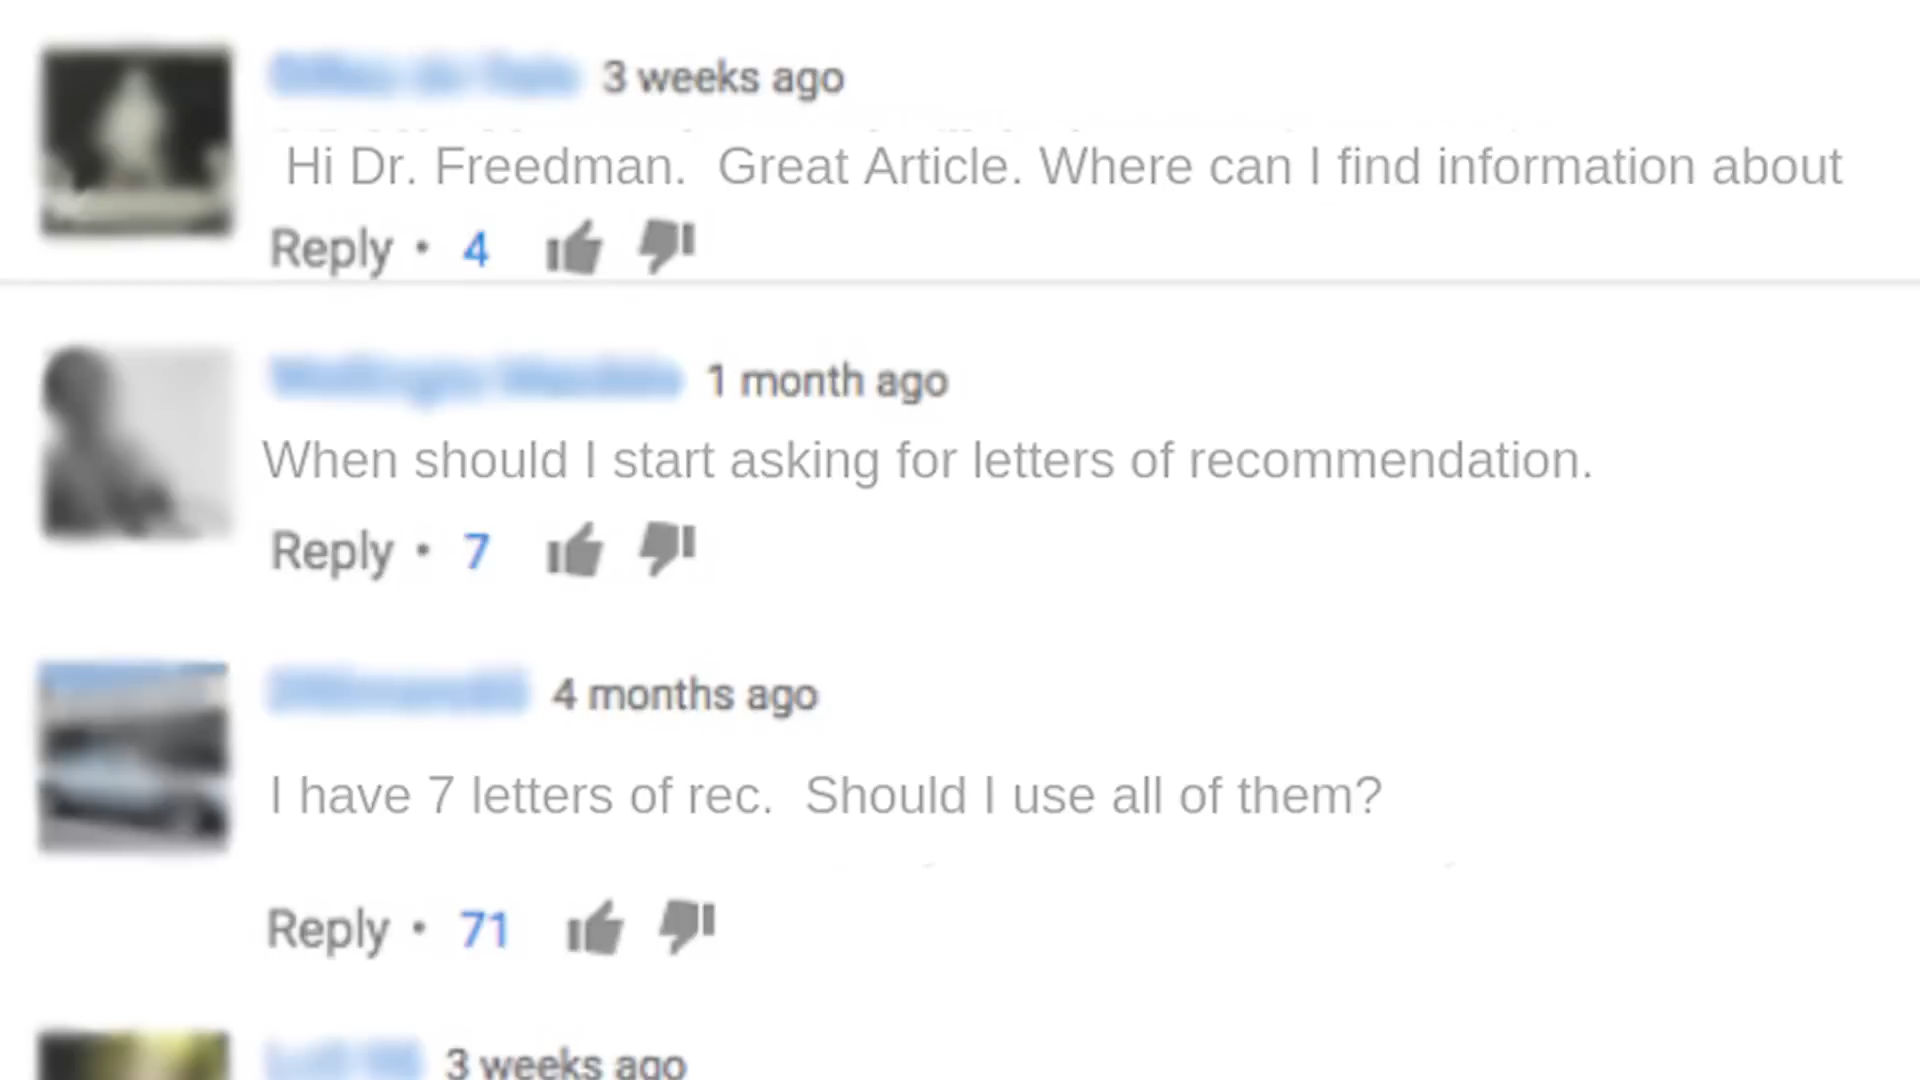 3 weeks ago
Hi Dr. Freedman.  Great Article. Where can I find information about
Reply • 4
1 month ago
When should I start asking for letters of recommendation.
Reply • 7
4 months ago
I have 7 letters of rec.  Should I use all of them?
Reply • 71
3 weeks ago